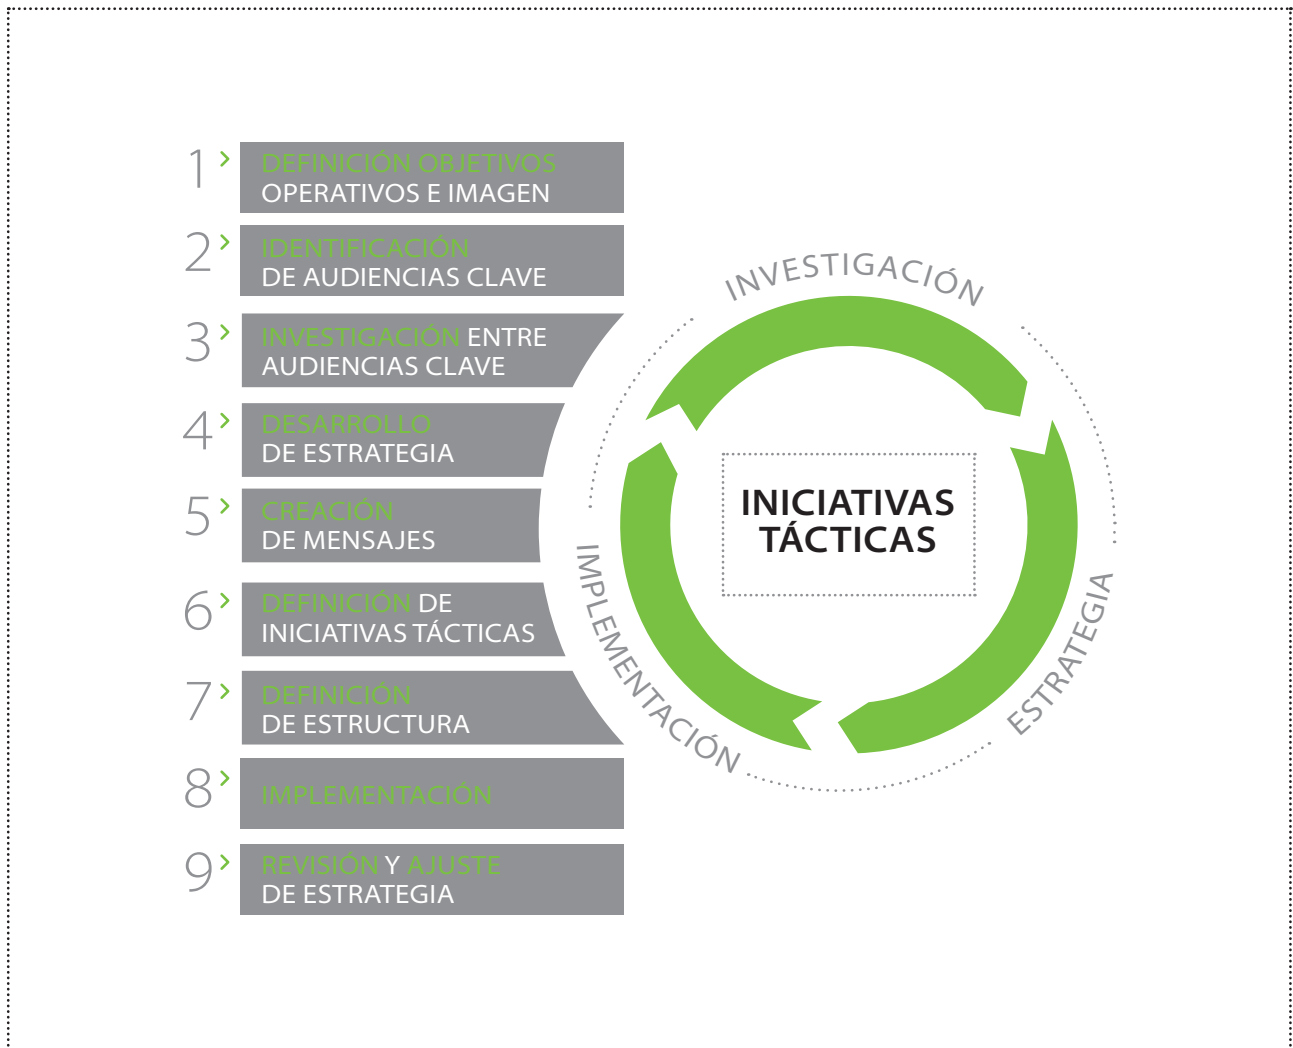 1 › DEFINICIÓN OBJETIVOS
OPERATIVOS E IMAGEN
2 › IDENTIFICACIÓN
DE AUDIENCIAS CLAVE
3 › INVESTIGACIÓN ENTRE
AUDIENCIAS CLAVE
4 › DESARROLLO
DE ESTRATEGIA
5 › CREACIÓN
DE MENSAJES
6 › DEFINICIÓN DE
INICIATIVAS TÁCTICAS
7 › DEFINICIÓN
DE ESTRUCTURA
8 › IMPLEMENTACIÓN
9 › REVISIÓN Y AJUSTE
DE ESTRATEGIA
INVESTIGACIÓN
ESTRATEGIA
IMPLEMENTACIÓN
INICIATIVAS
TÁCTICAS